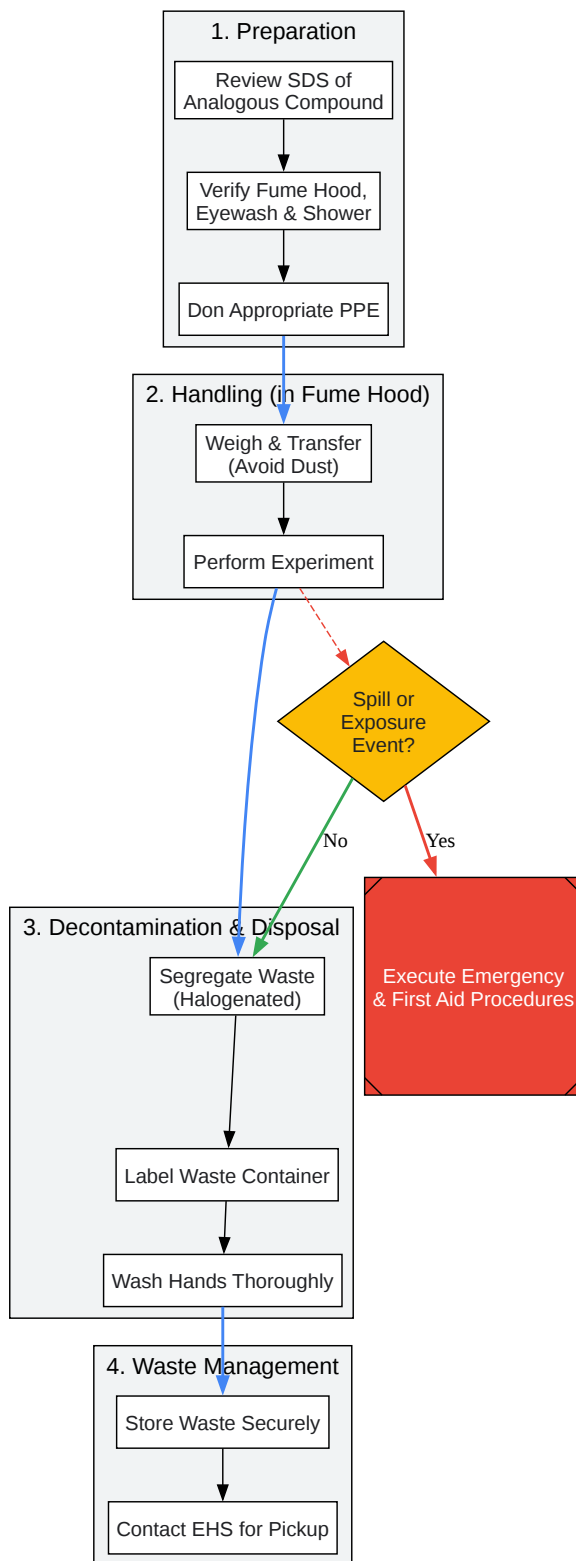 1. Preparation
Review SDS of
Analogous Compound
Verify Fume Hood,
Eyewash & Shower
Don Appropriate PPE
2. Handling (in Fume Hood)
Weigh & Transfer
(Avoid Dust)
Perform Experiment
Spill or
Exposure
Event?
No
Yes
3. Decontamination & Disposal
Segregate Waste
(Halogenated)
Execute Emergency
& First Aid Procedures
Label Waste Container
Wash Hands Thoroughly
4. Waste Management
Store Waste Securely
Contact EHS for Pickup